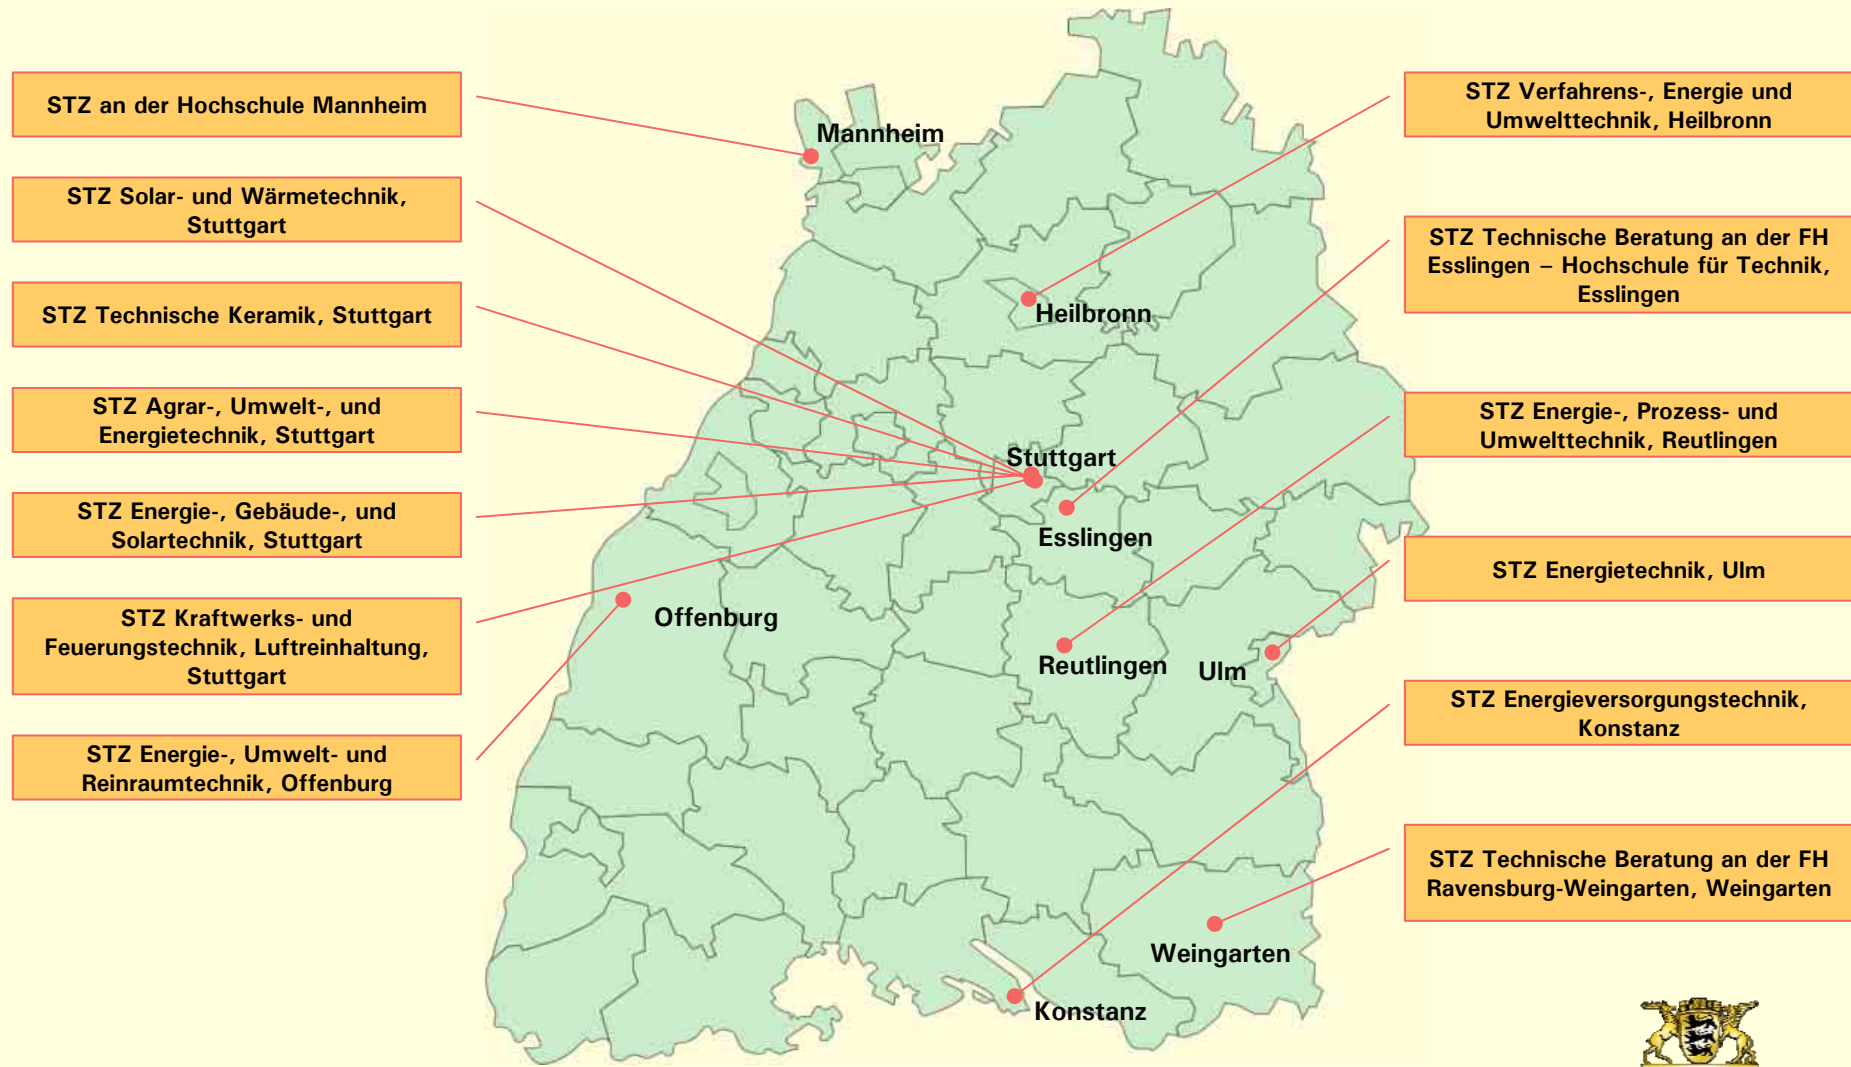 STZ an der Hochschule Mannheim
STZ Solar- und Wärmetechnik,
Stuttgart
STZ Technische Keramik, Stuttgart
STZ Agrar-, Umwelt-, und
Energietechnik, Stuttgart
STZ Energie-, Gebäude-, und
Solartechnik, Stuttgart
STZ Kraftwerks- und
Feuerungstechnik, Luftreinhaltung,
Stuttgart
STZ Energie-, Umwelt- und
Reinraumtechnik, Offenburg
Mannheim
Heilbronn
Stuttgart
Esslingen
Offenburg
Reutlingen
Ulm
Weingarten
Konstanz
STZ Verfahrens-, Energie und
Umwelttechnik, Heilbronn
STZ Technische Beratung an der FH
Esslingen – Hochschule für Technik,
Esslingen
STZ Energie-, Prozess- und
Umwelttechnik, Reutlingen
STZ Energietechnik, Ulm
STZ Energieversorgungstechnik,
Konstanz
STZ Technische Beratung an der FH
Ravensburg-Weingarten, Weingarten